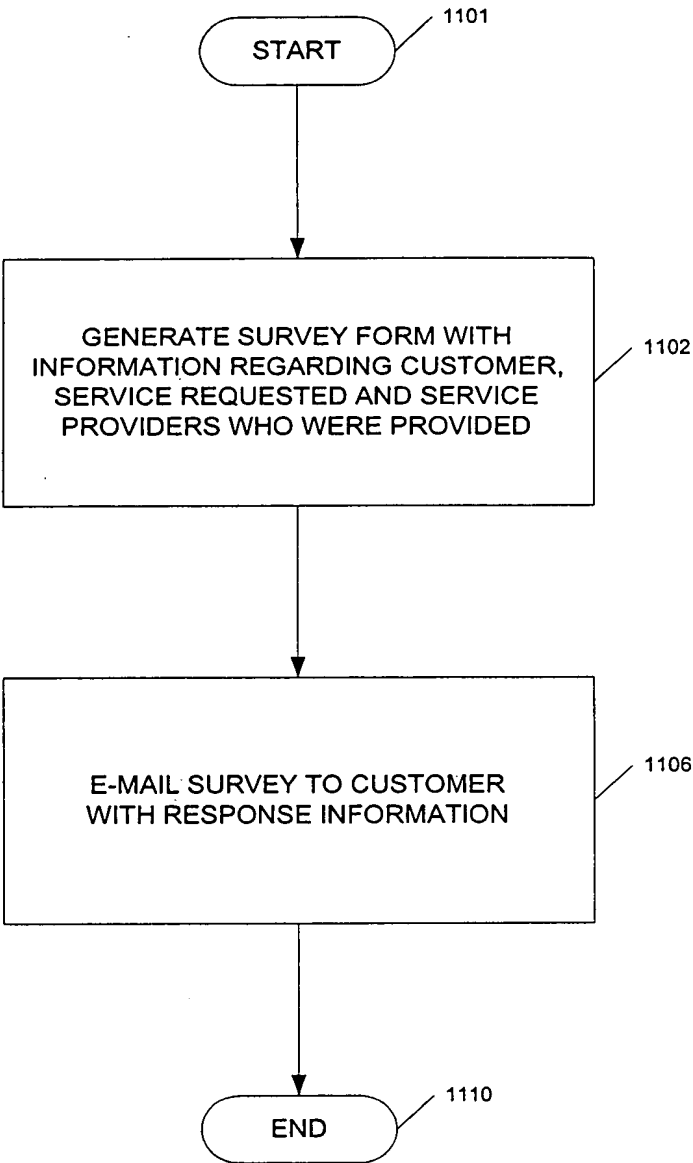 1101
START
GENERATE SURVEY FORM WITH
INFORMATION REGARDING CUSTOMER,
SERVICE REQUESTED AND SERVICE
PROVIDERS WHO WERE PROVIDED
1102
E-MAIL SURVEY TO CUSTOMER
WITH RESPONSE INFORMATION
1106
1110
END